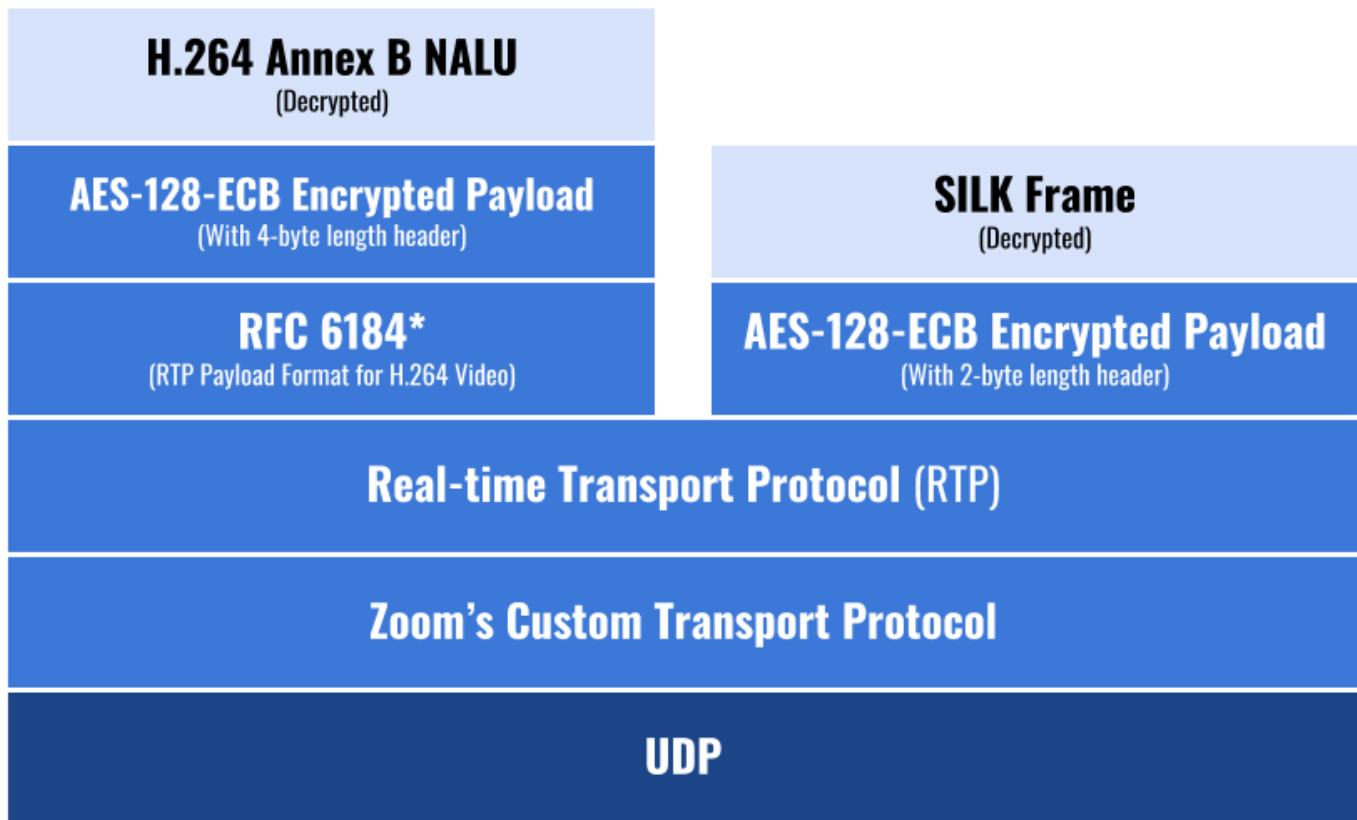 H.264 Annex B NALU
(Decrypted)
AES-128-ECB Encrypted Payload
(With 4-byte length header)
RFC 6184*
(RTP Payload Format for H.264 Video)
SILK Frame
(Decrypted)
AES-128-ECB Encrypted Payload
(With 2-byte length header)
Real-time Transport Protocol (RTP)
Zoom’s Custom Transport Protocol
UDP